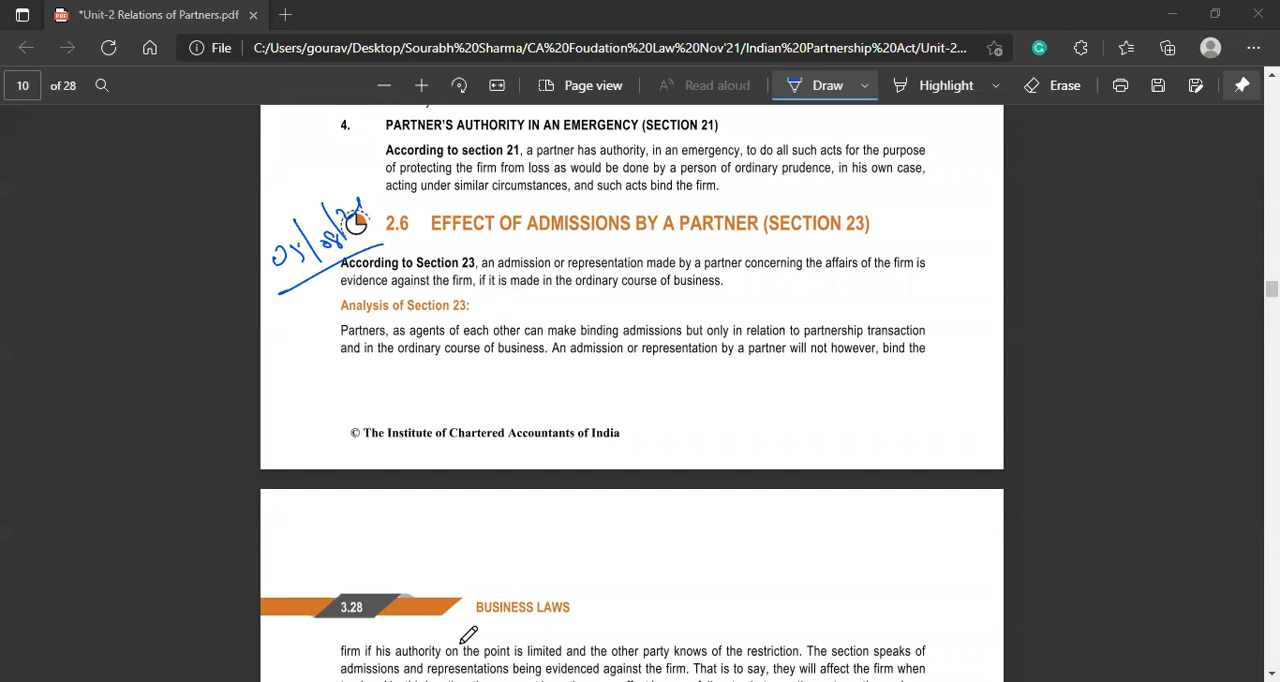 *Unit-2 Relations of Partners.pdf
File C:/Users/gourav/Desktop/Sourabh%20Sharma/CA%20Foudation%20Law%20Nov'21/Indian%20Partnership%20Act/Unit-2...
10 of 28 Page view Read aloud Draw Highlight Erase
4. PARTNER'S AUTHORITY IN AN EMERGENCY (SECTION 21)
According to section 21, a partner has authority, in an emergency, to do all such acts for the purpose
of protecting the firm from loss as would be done by a person of ordinary prudence, in his own case,
acting under similar circumstances, and such acts bind the firm.
05/08/21
2.6 EFFECT OF ADMISSIONS BY A PARTNER (SECTION 23)
According to Section 23, an admission or representation made by a partner concerning the affairs of the firm is
evidence against the firm, if it is made in the ordinary course of business.
Analysis of Section 23:
Partners, as agents of each other can make binding admissions but only in relation to partnership transaction
and in the ordinary course of business. An admission or representation by a partner will not however, bind the
© The Institute of Chartered Accountants of India
3.28 BUSINESS LAWS
firm if his authority on the point is limited and the other party knows of the restriction. The section speaks of
admissions and representations being evidenced against the firm. That is to say, they will affect the firm when